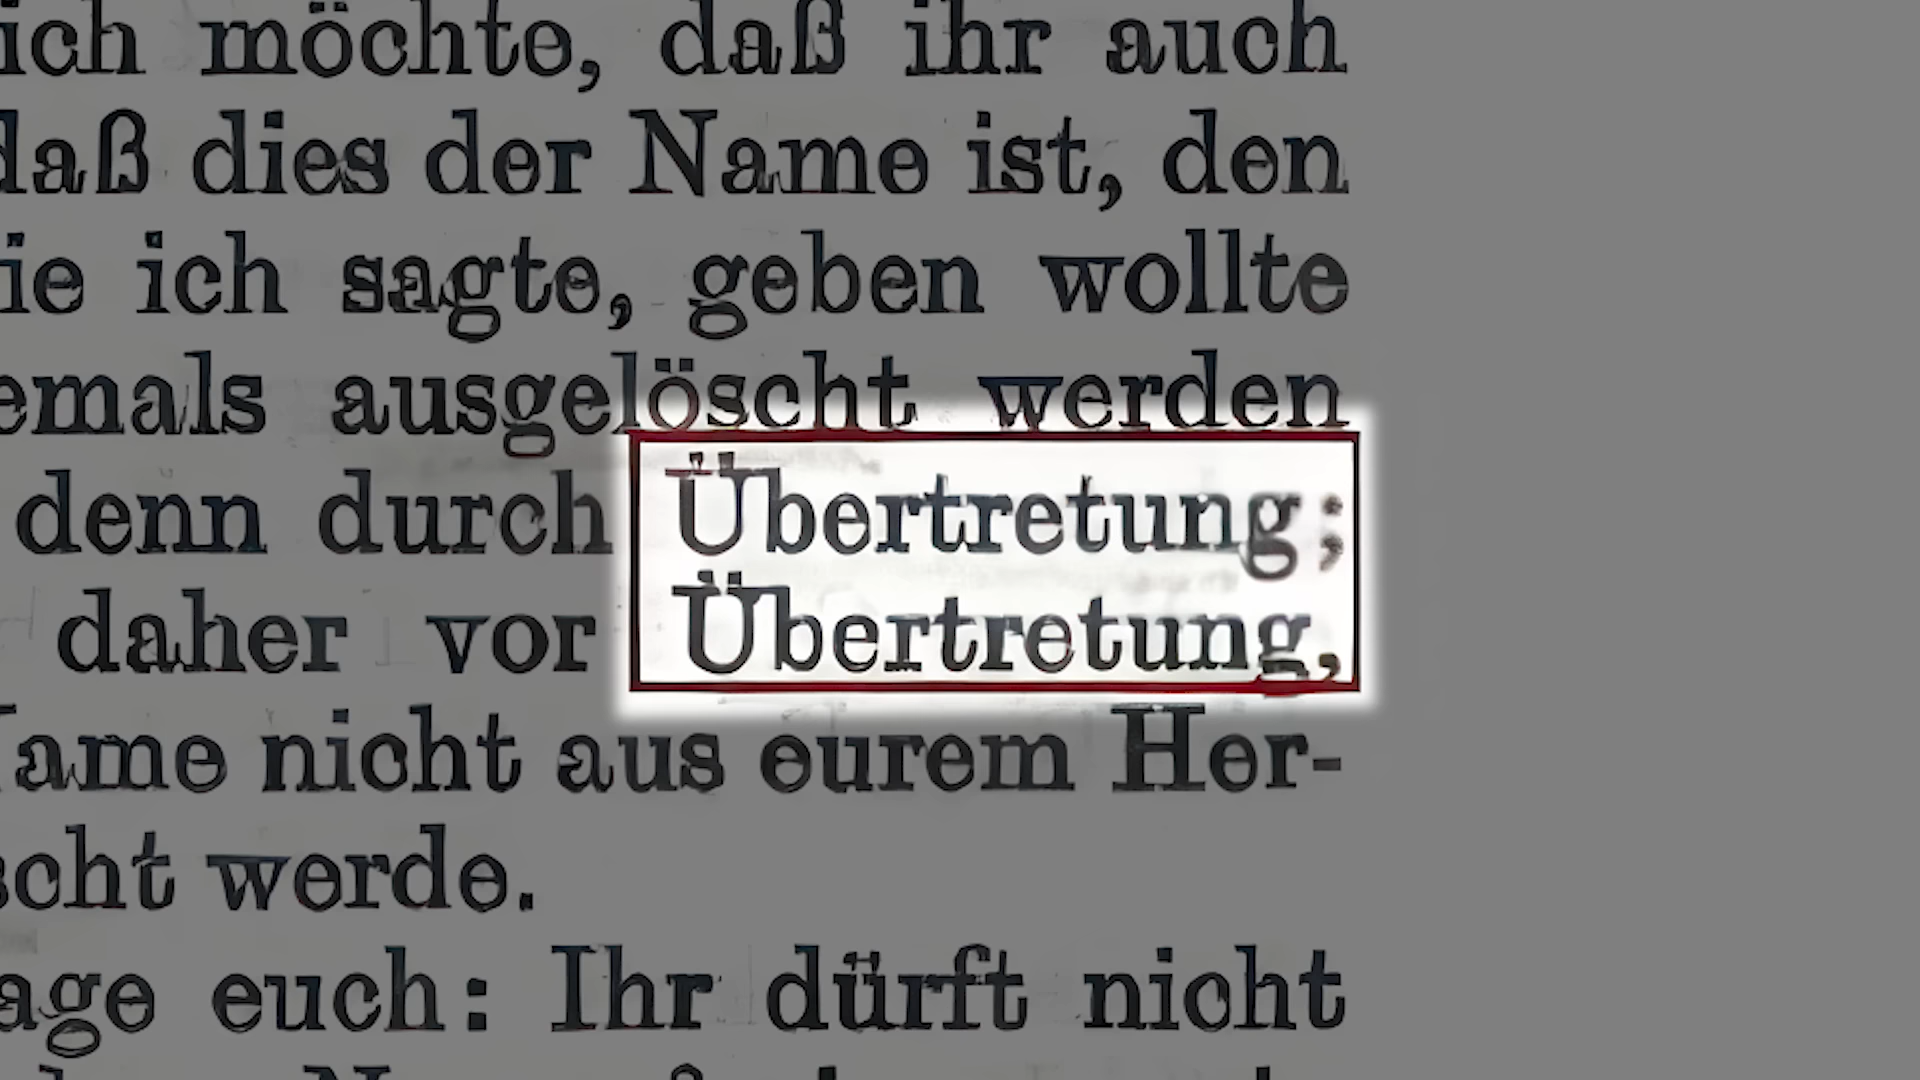 ich möchte, daß ihr auch
daß dies der Name ist, den
ie ich sagte, geben wollte
emals ausgelöscht werden
denn durch Übertretung;
daher vor Übertretung,
ame nicht aus eurem Her-
scht werde.
age euch: Ihr dürft nicht